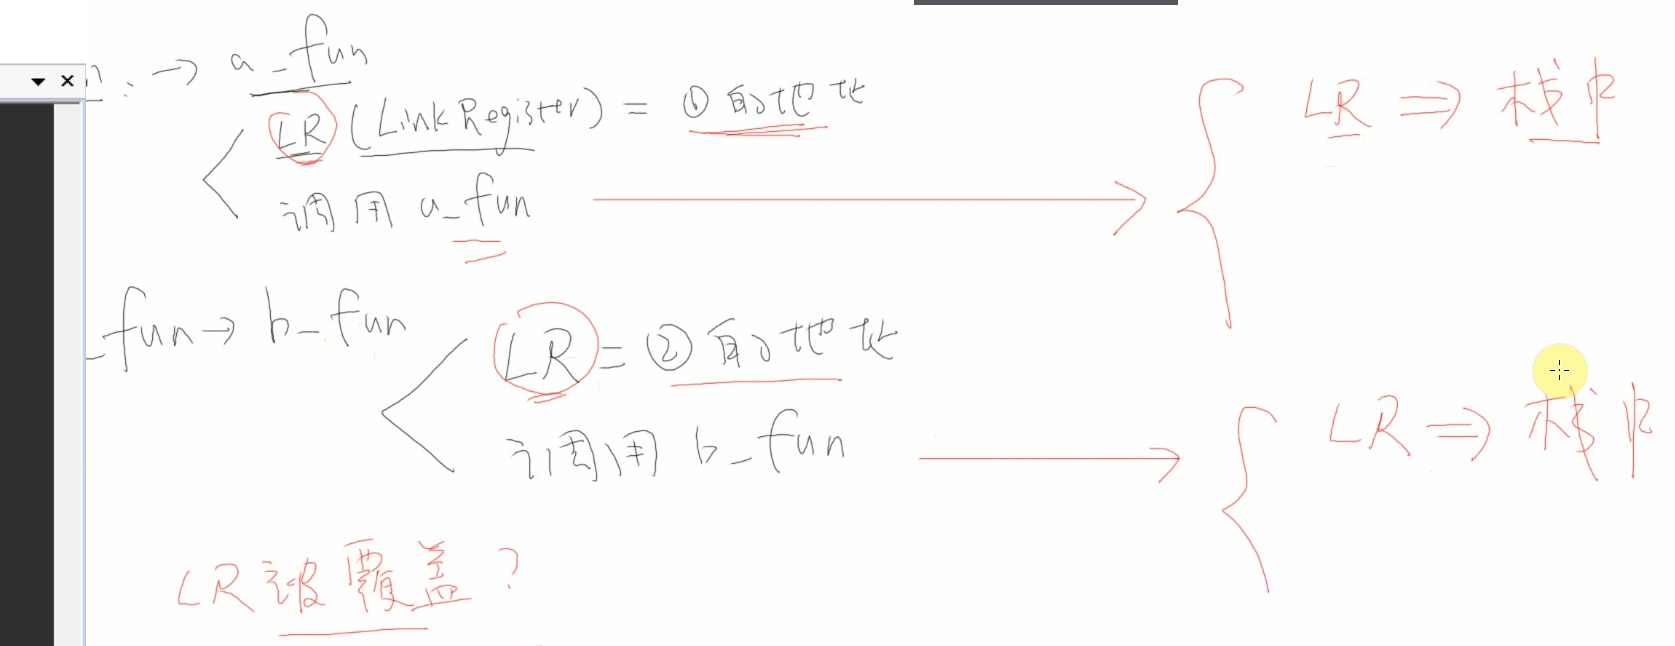 n: → a_fun
LR (Link Register) = ① 的地址
调用 a_fun
LR ⇒ 栈中
_fun → b_fun
LR = ② 的地址
调用 b_fun
LR ⇒ 栈中
LR 被覆盖?